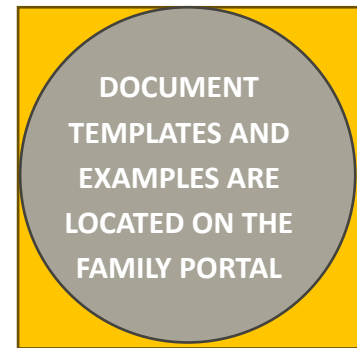 DOCUMENT
TEMPLATES AND
EXAMPLES ARE
LOCATED ON THE
FAMILY PORTAL